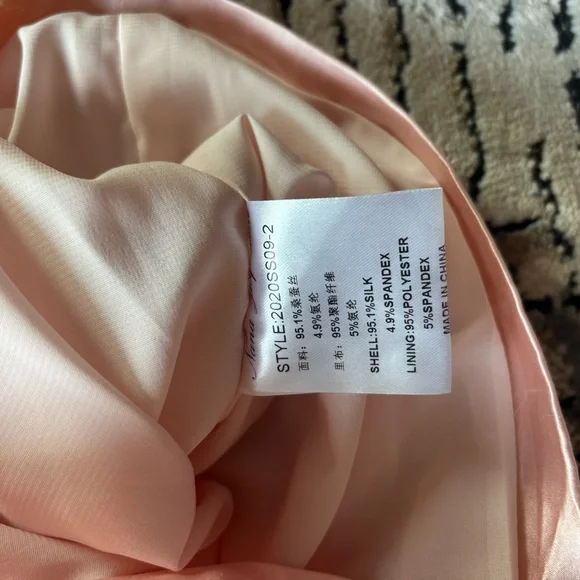 STYLE:2020SS09-2
面料: 95.1%桑蚕丝
4.9%氨纶
里布: 95%聚酯纤维
5%氨纶
SHELL:95.1%SILK
4.9%SPANDEX
LINING:95%POLYESTER
5%SPANDEX
MADE IN CHINA